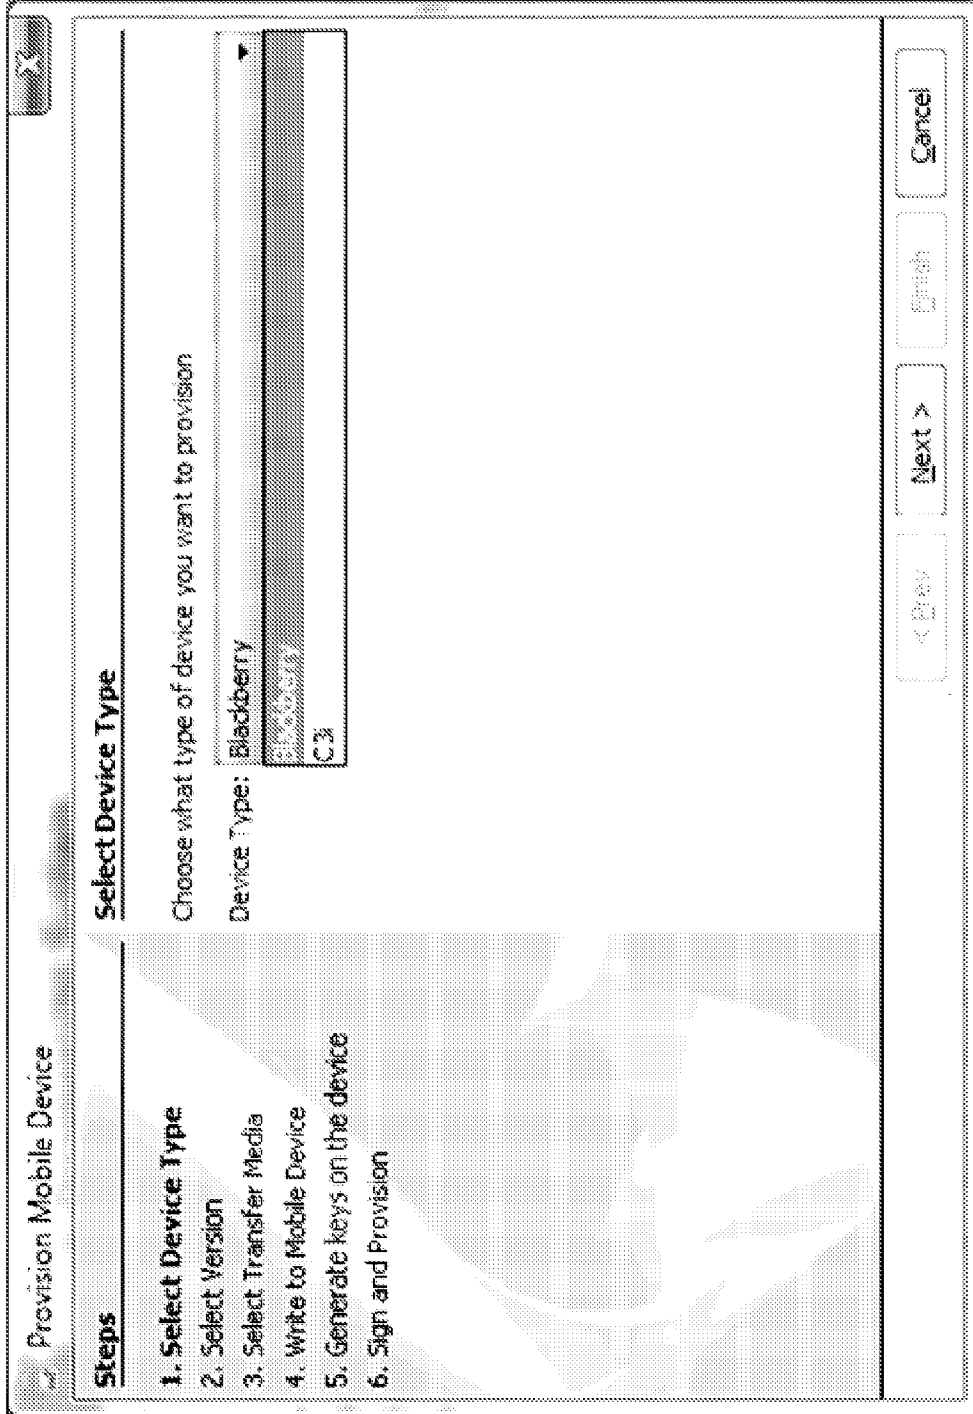 Provision Mobile Device
X
Steps
1. Select Device Type
2. Select Version
3. Select Transfer Media
4. Write to Mobile Device
5. Generate keys on the device
6. Sign and Provision
Select Device Type
Choose what type of device you want to provision
Device Type: Blackberry
Blackberry
C3i
< Prev
Next >
Finish
Cancel